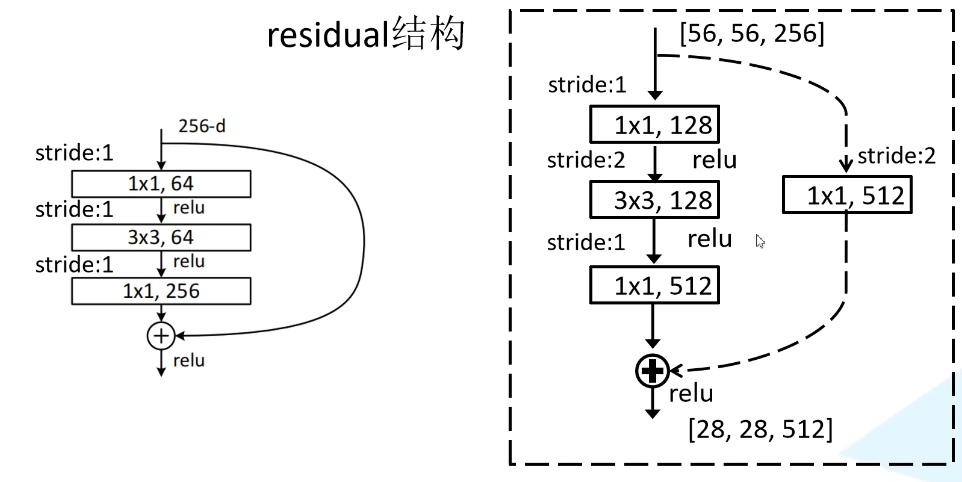 residual结构
256-d
stride:1
1x1, 64
relu
stride:1
3x3, 64
relu
stride:1
1x1, 256
relu
[56, 56, 256]
stride:1
1x1, 128
relu
stride:2
3x3, 128
relu
stride:1
1x1, 512
stride:2
1x1, 512
relu
[28, 28, 512]